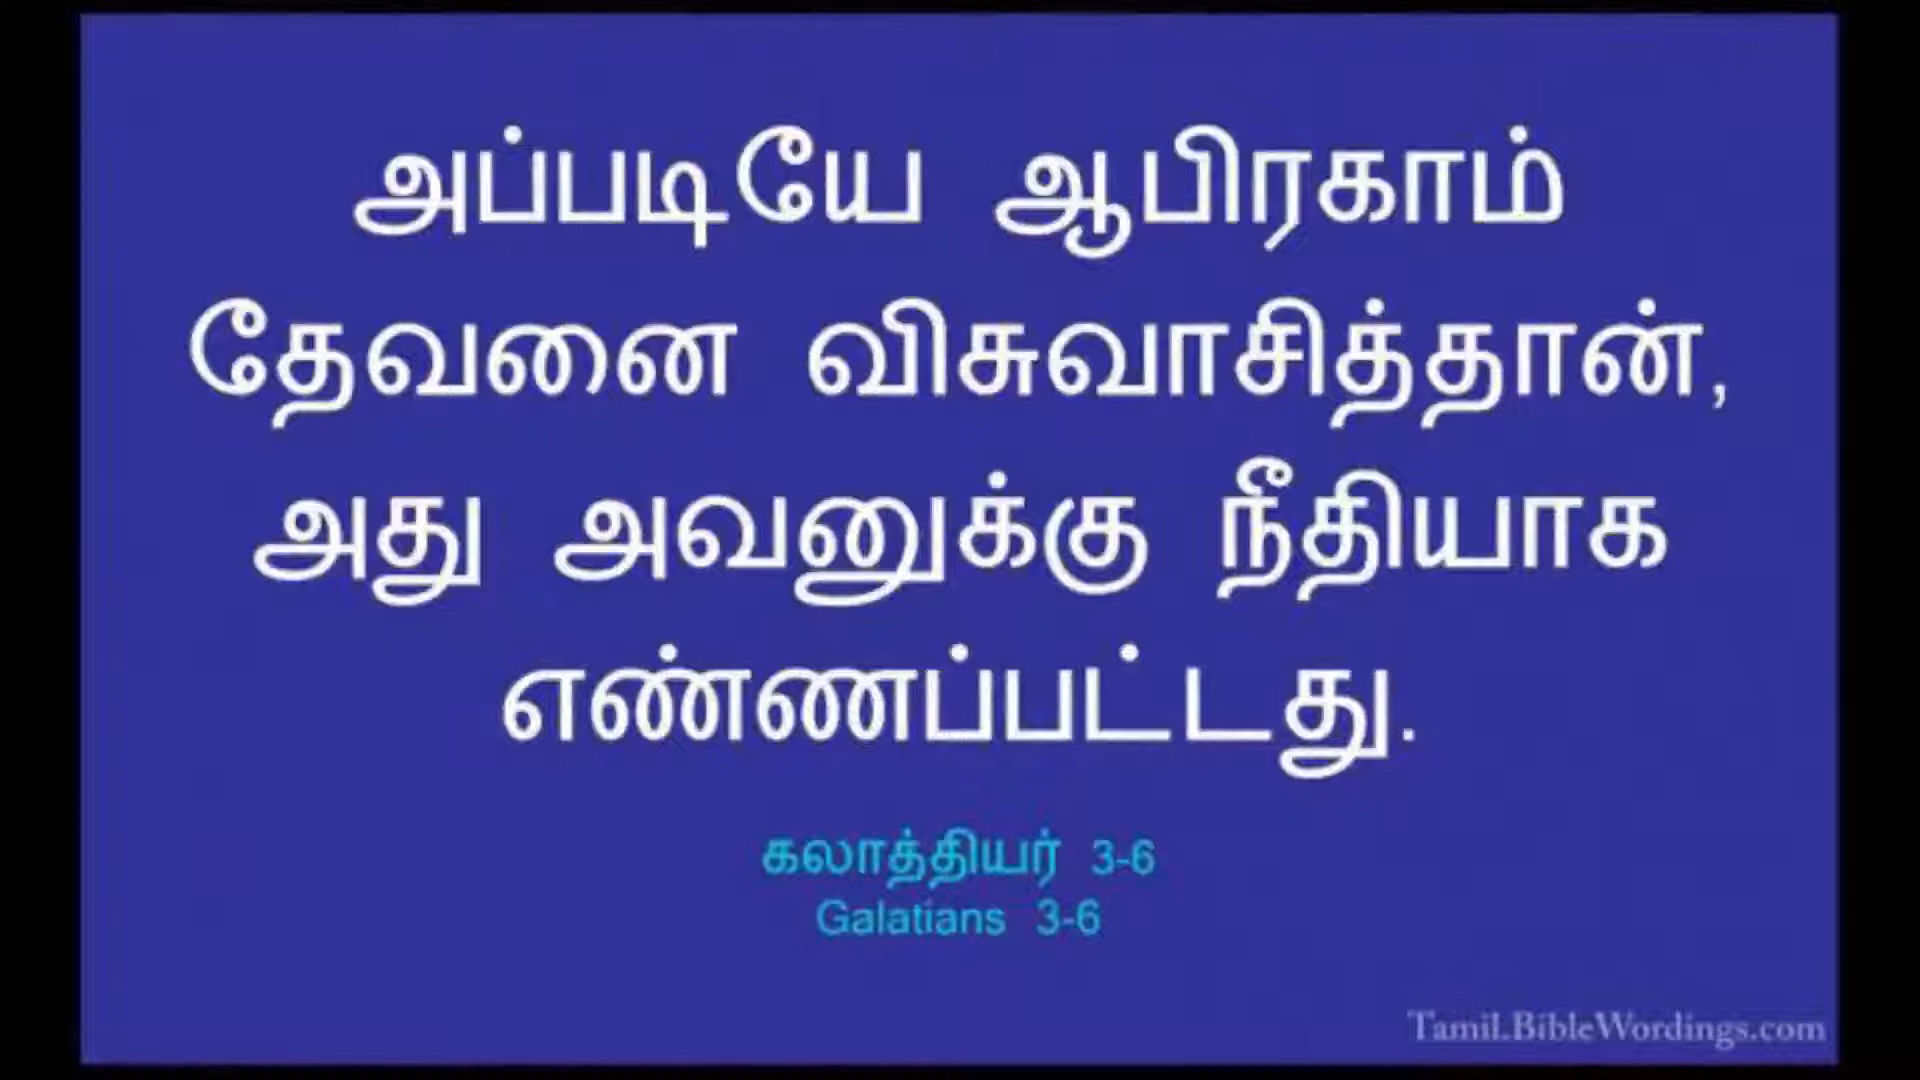 அப்படியே ஆபிரகாம்
தேவனை விசுவாசித்தான்,
அது அவனுக்கு நீதியாக
எண்ணப்பட்டது.
கலாத்தியர் 3-6
Galatians 3-6
Tamil.BibleWordings.com